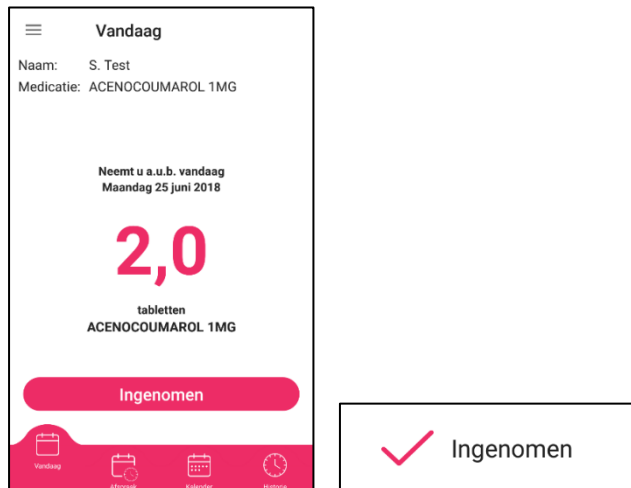 Vandaag
Naam: S. Test
Medicatie: ACENOCOUMAROL 1MG
Neemt u a.u.b. vandaag
Maandag 25 juni 2018
2,0
tabletten
ACENOCOUMAROL 1MG
Ingenomen
Vandaag
Afspraak
Kalender
Historie
Ingenomen